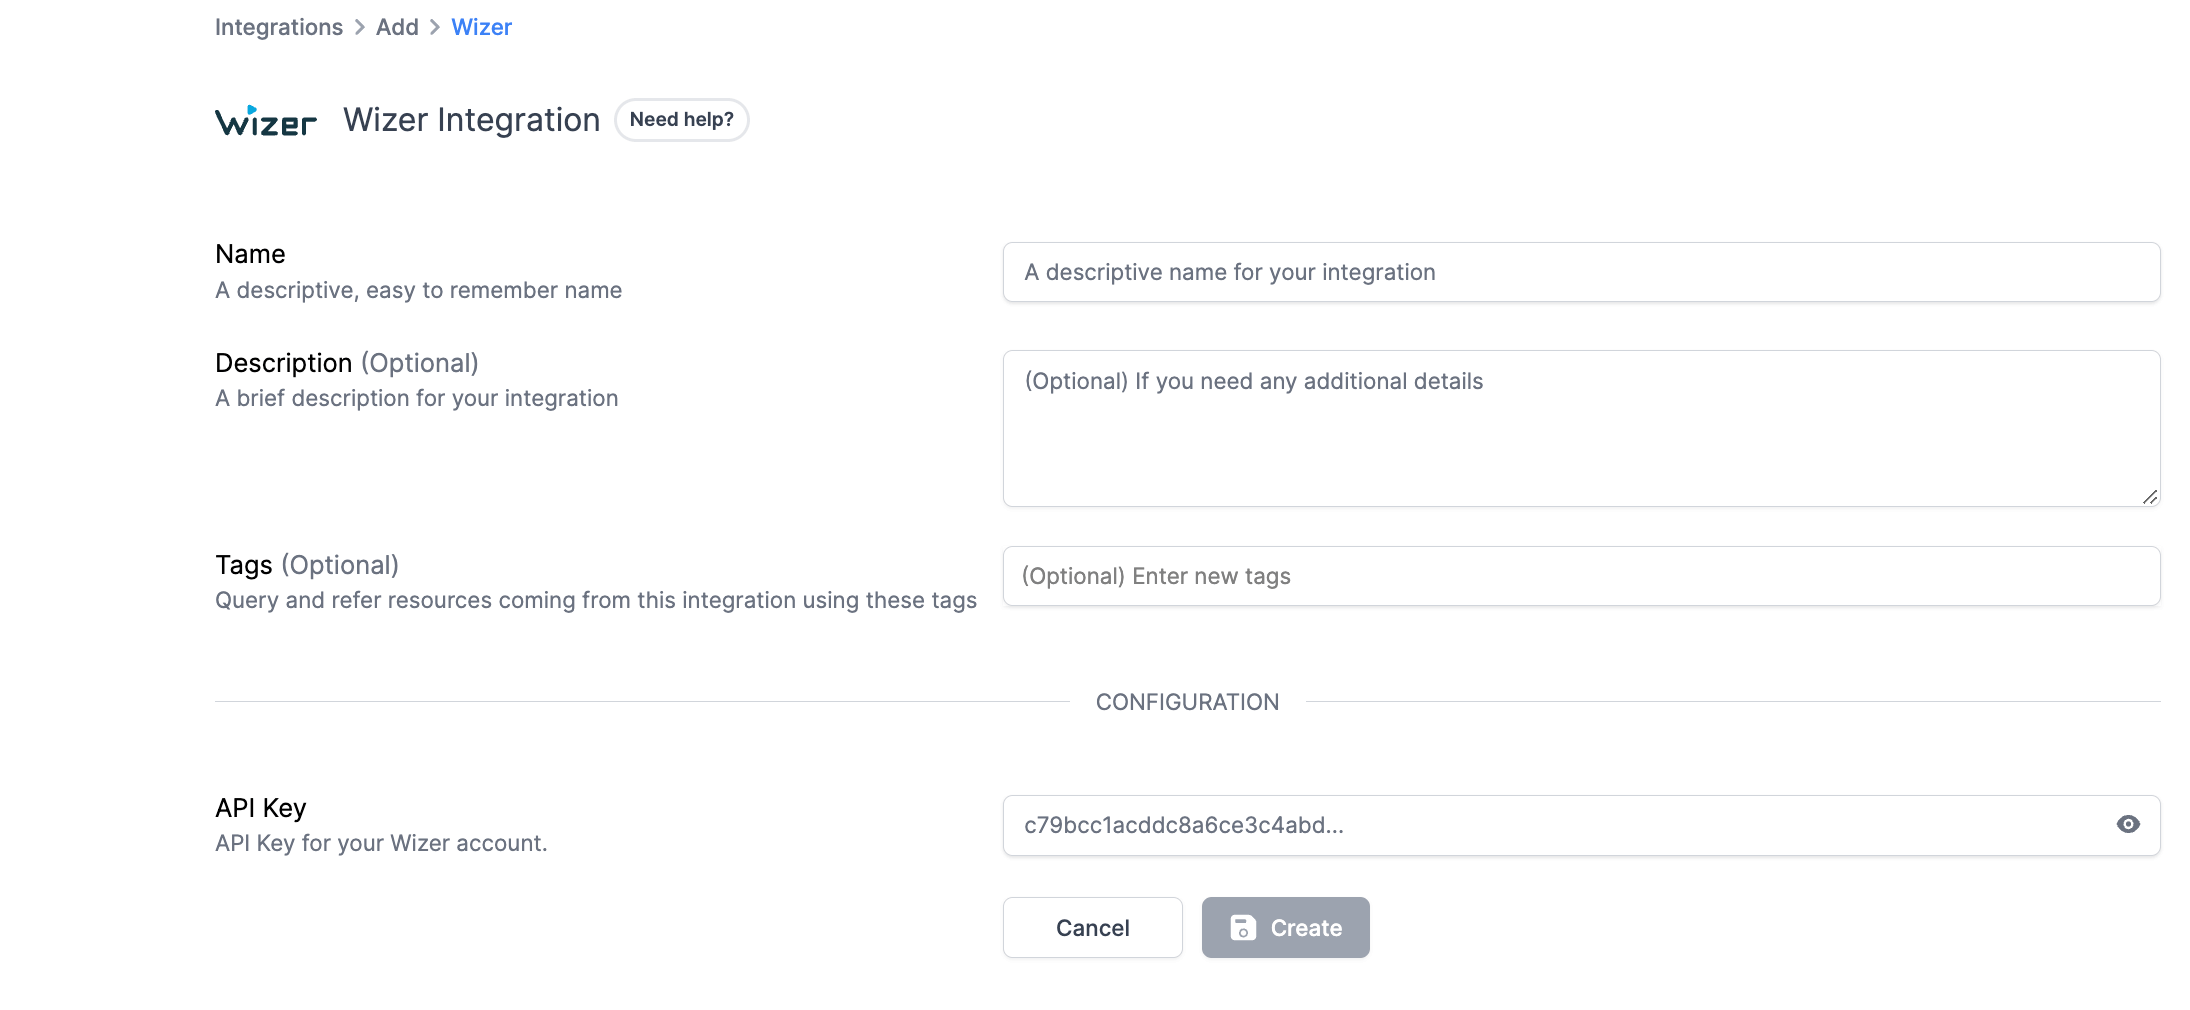 Integrations > Add > Wizer
wizer Wizer Integration Need help?
Name
A descriptive, easy to remember name
A descriptive name for your integration
Description (Optional)
A brief description for your integration
(Optional) If you need any additional details
Tags (Optional)
Query and refer resources coming from this integration using these tags
(Optional) Enter new tags
CONFIGURATION
API Key
API Key for your Wizer account.
c79bcc1acddc8a6ce3c4abd...
Cancel Create